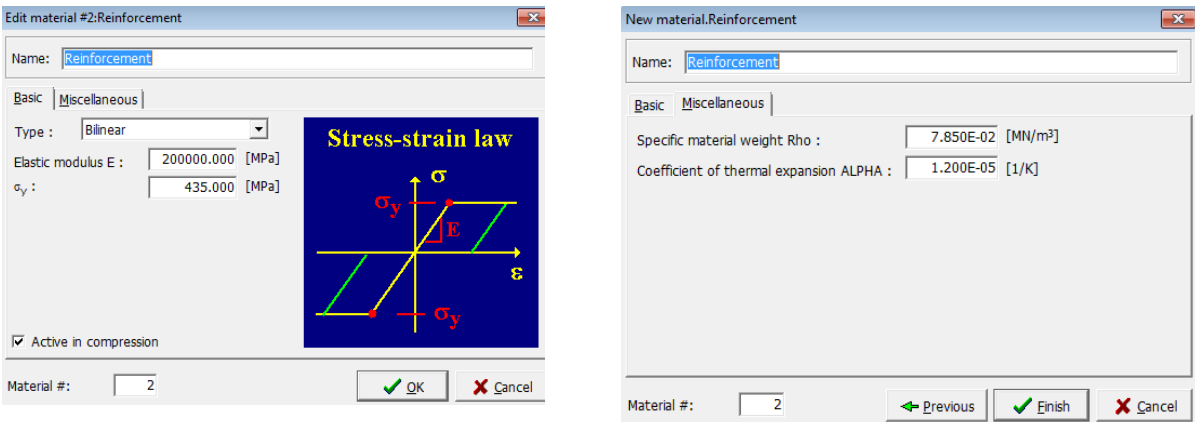 Edit material #2:Reinforcement
Name: Reinforcement
Basic Miscellaneous
Type : Bilinear
Elastic modulus E : 200000.000 [MPa]
σy : 435.000 [MPa]
Stress-strain law
σ
σy
E
ε
σy
Active in compression
Material #: 2 OK Cancel
New material.Reinforcement
Name: Reinforcement
Basic Miscellaneous
Specific material weight Rho : 7.850E-02 [MN/m³]
Coefficient of thermal expansion ALPHA : 1.200E-05 [1/K]
Material #: 2 Previous Finish Cancel